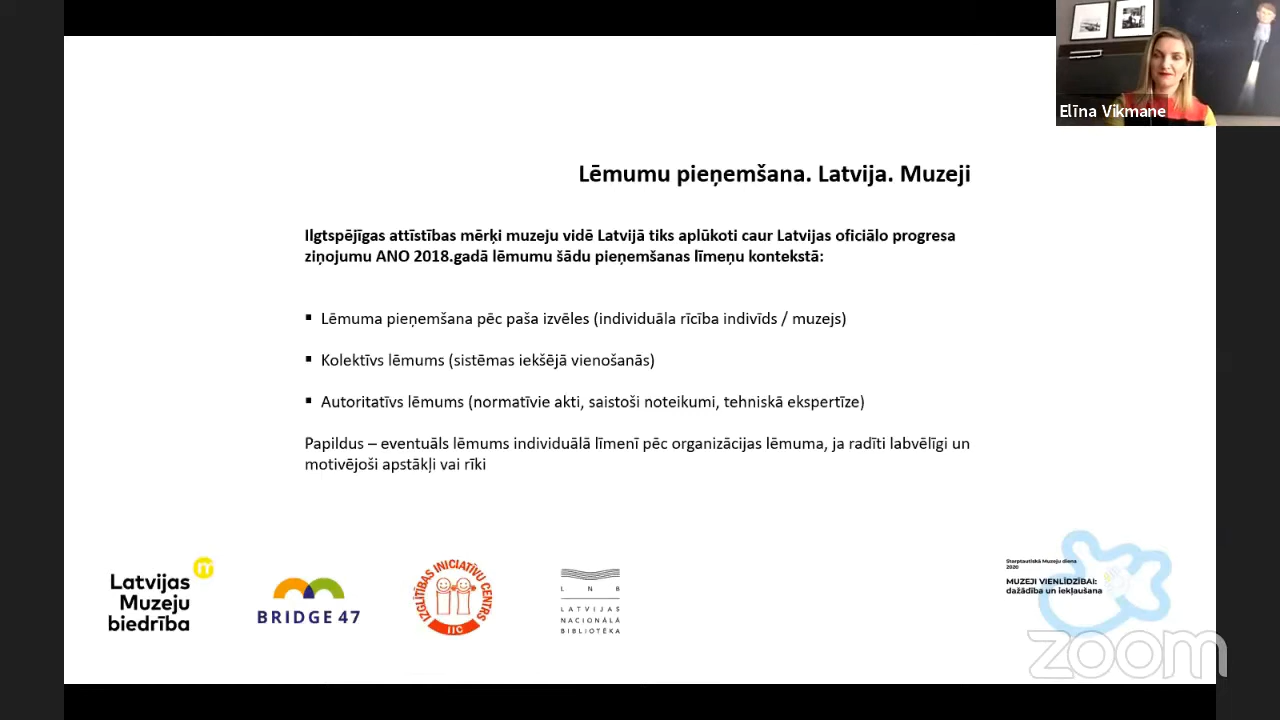 Elīna Vikmane
Lēmumu pieņemšana. Latvija. Muzeji
Ilgtspējīgas attīstības mērķi muzeju vidē Latvijā tiks aplūkoti caur Latvijas oficiālo progresa
ziņojumu ANO 2018.gadā lēmumu šādu pieņemšanas līmeņu kontekstā:
▪ Lēmuma pieņemšana pēc paša izvēles (individuāla rīcība indivīds / muzejs)
▪ Kolektīvs lēmums (sistēmas iekšējā vienošanās)
▪ Autoritatīvs lēmums (normatīvie akti, saistoši noteikumi, tehniskā ekspertīze)
Papildus – eventuāls lēmums individuālā līmenī pēc organizācijas lēmuma, ja radīti labvēlīgi un
motivējoši apstākļi vai rīki
m
Latvijas
Muzeju
biedrība
BRIDGE 47
IZGLĪTĪBAS INICIATĪVU CENTRS
IIC
L N B
LATVIJAS
NACIONĀLĀ
BIBLIOTĒKA
Starptautiskā Muzeju diena
2020
MUZEJI VIENLĪDZĪBAI:
dažādība un iekļaušana
zoom